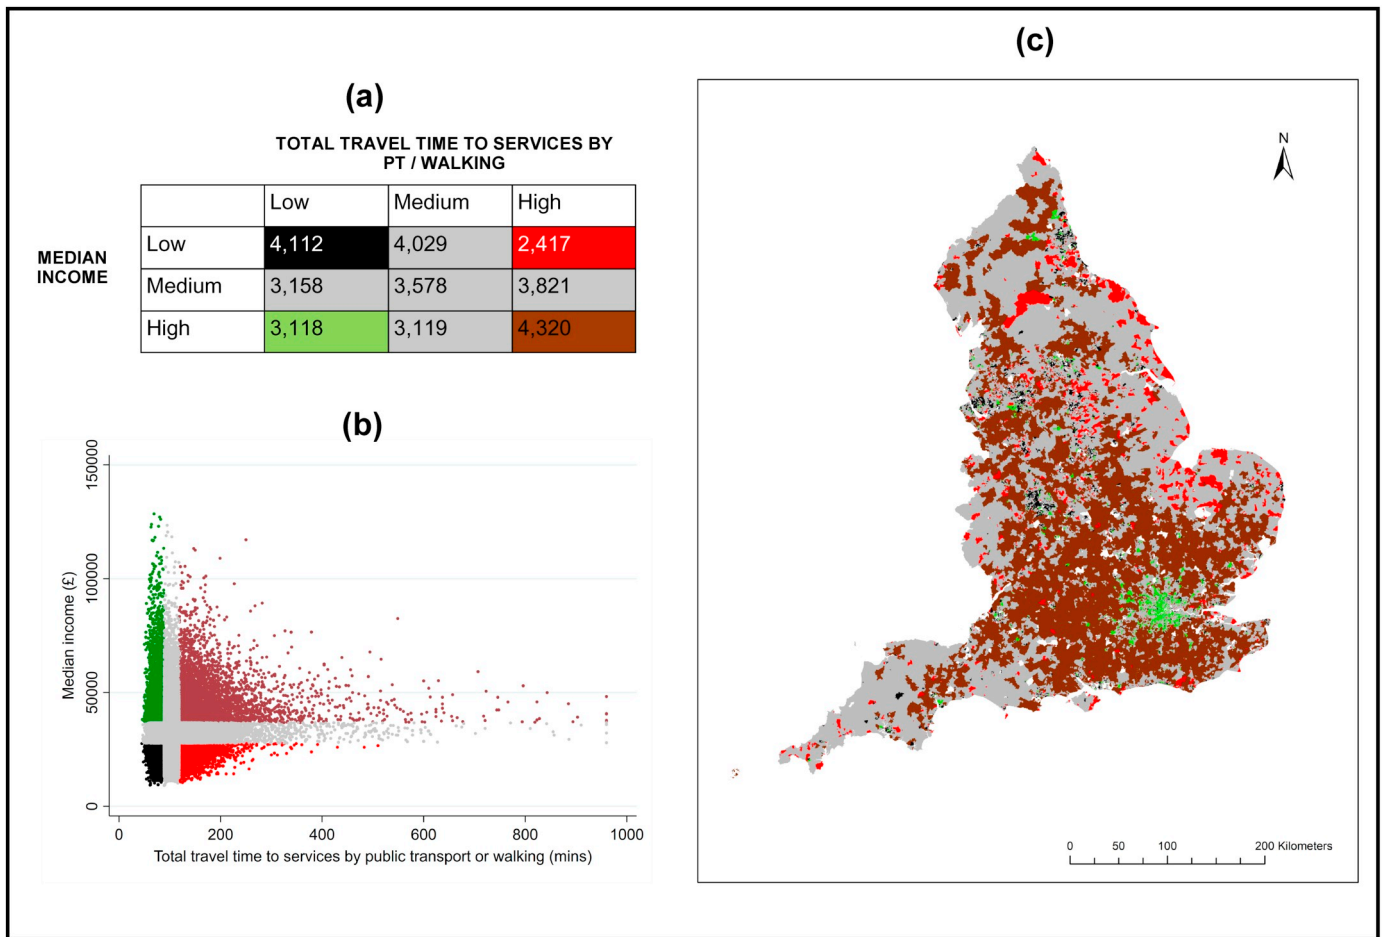 (a)
TOTAL TRAVEL TIME TO SERVICES BY
PT / WALKING
Low Medium High
MEDIAN
INCOME
Low 4,112 4,029 2,417
Medium 3,158 3,578 3,821
High 3,118 3,119 4,320
(b)
Median income (£)
150000
100000
50000
0
0 200 400 600 800 1000
Total travel time to services by public transport or walking (mins)
(c)
N
0 50 100 200 Kilometers